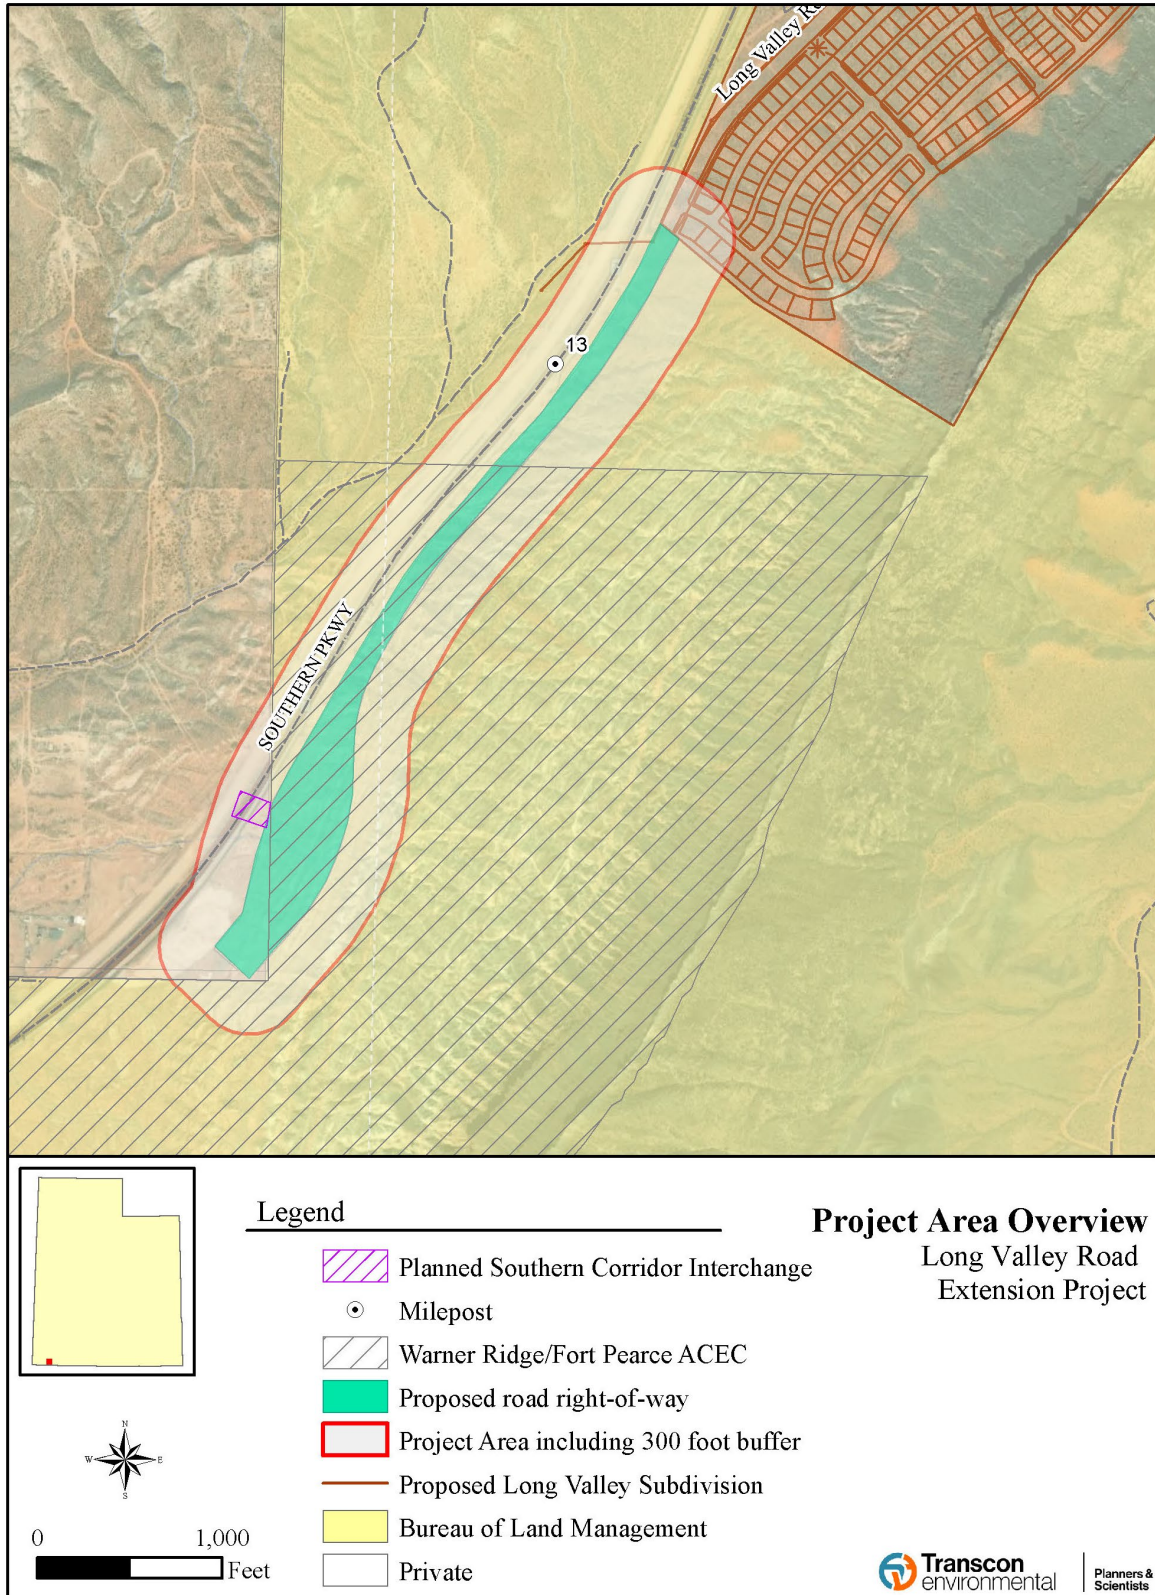 Long Valley
13
SOUTHERN PKWY
Legend
Planned Southern Corridor Interchange
Milepost
Warner Ridge/Fort Pearce ACEC
Proposed road right-of-way
Project Area including 300 foot buffer
Proposed Long Valley Subdivision
Bureau of Land Management
Private
Project Area Overview
Long Valley Road
Extension Project
N
W E
S
0 1,000
Feet
Transcon
environmental
Planners &
Scientists